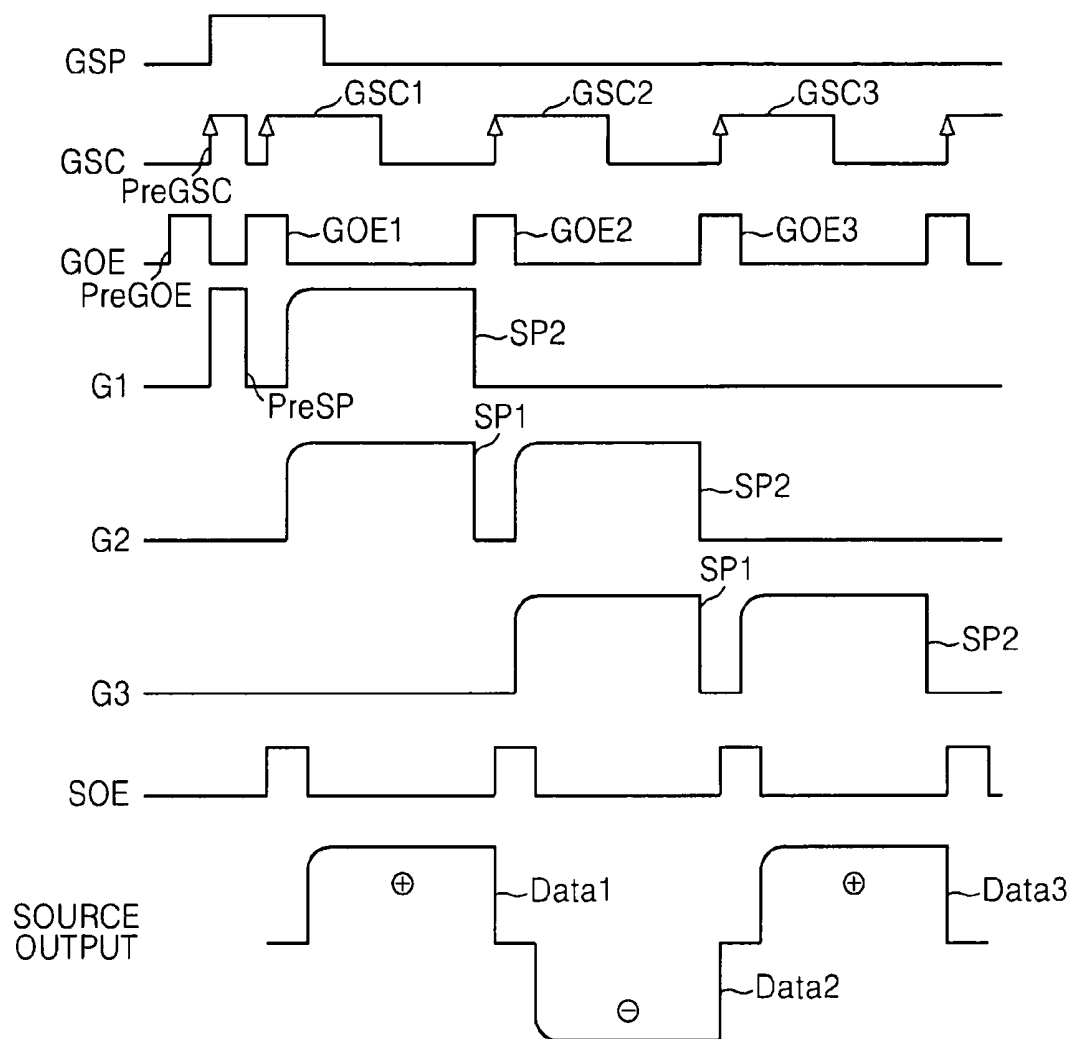 GSP
GSC1
GSC2
GSC3
GSC
PreGSC
GOE1
GOE2
GOE3
GOE
PreGOE
SP2
G1
PreSP
SP1
SP2
G2
SP1
SP2
G3
SOE
⊕
⊕
Data1
Data3
SOURCE
OUTPUT
Data2
⊖